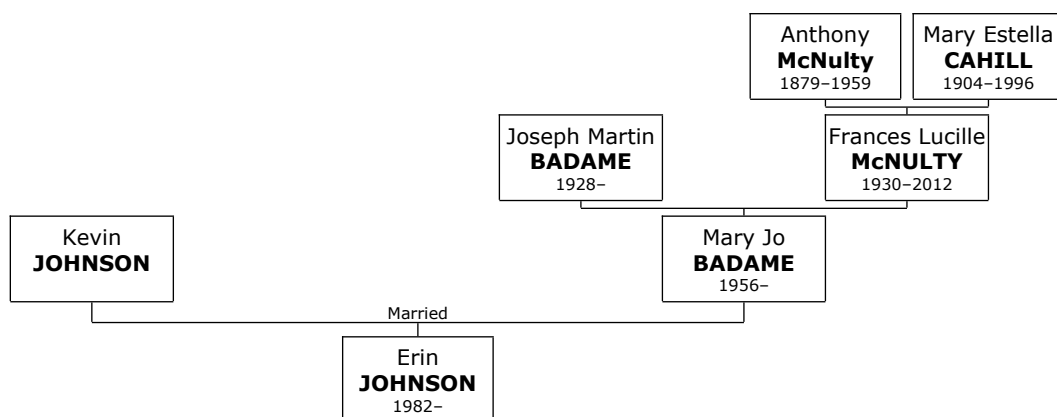 Anthony
McNulty
1879–1959
Mary Estella
CAHILL
1904–1996
Joseph Martin
BADAME
1928–
Frances Lucille
McNULTY
1930–2012
Kevin
JOHNSON
Mary Jo
BADAME
1956–
Married
Erin
JOHNSON
1982–